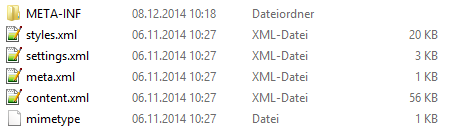 META-INF 08.12.2014 10:18 Dateiordner
styles.xml 06.11.2014 10:27 XML-Datei 20 KB
settings.xml 06.11.2014 10:27 XML-Datei 3 KB
meta.xml 06.11.2014 10:27 XML-Datei 1 KB
content.xml 06.11.2014 10:27 XML-Datei 56 KB
mimetype 06.11.2014 10:27 Datei 1 KB